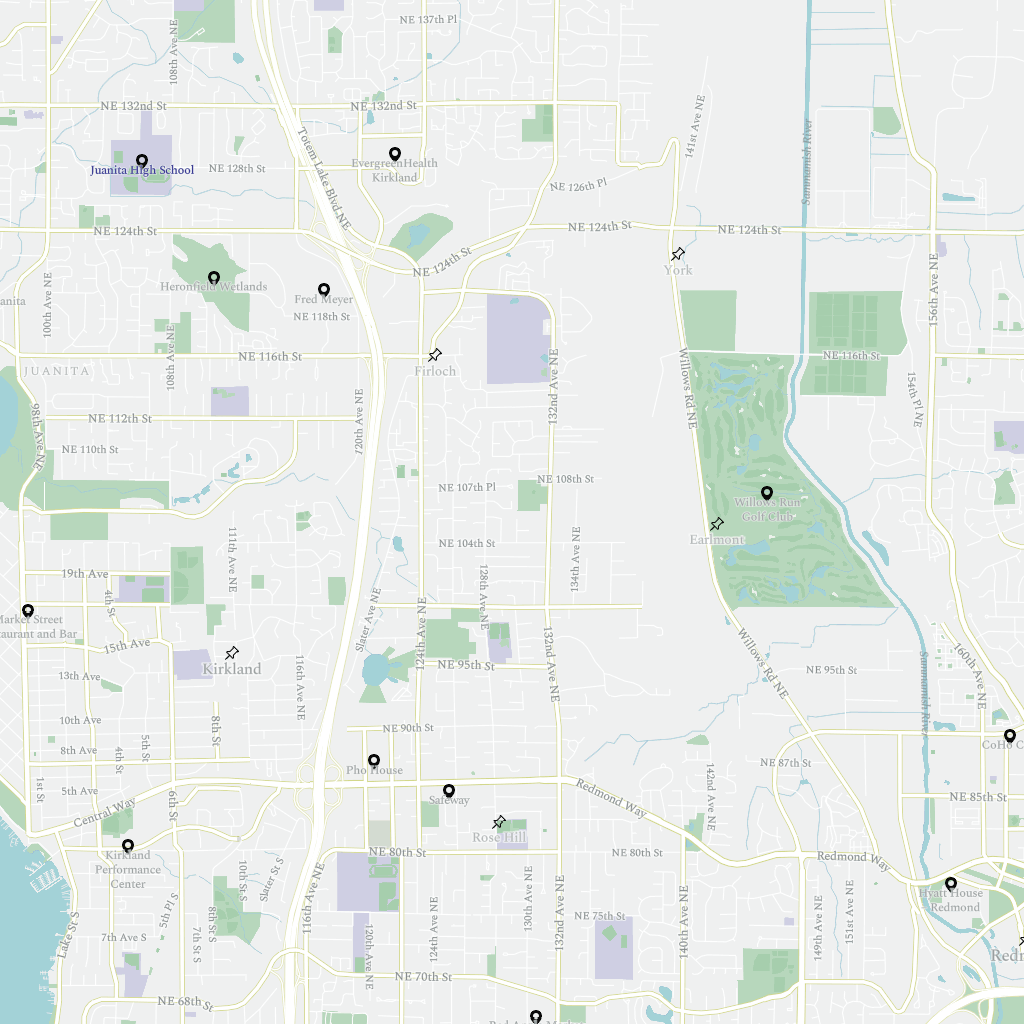 NE 137th Pl
108th Ave NE
NE 132nd St
NE 132nd St
141st Ave NE
Totem Lake Blvd NE
Juanita High School
NE 128th St
EvergreenHealth
Kirkland
Sammamish River
NE 126th Pl
NE 124th St
NE 124th St
NE 124th St
NE 124th St
156th Ave NE
York
Heronfield Wetlands
Fred Meyer
NE 118th St
anita
100th Ave NE
NE 116th St
NE 116th St
108th Ave NE
Firloch
JUANITA
132nd Ave NE
Willows Rd NE
154th Pl NE
98th Ave NE
NE 112th St
120th Ave NE
NE 110th St
NE 107th Pl
NE 108th St
Willows Run
Golf Club
Earlmont
111th Ave NE
NE 104th St
134th Ave NE
19th Ave
4th St
128th Ave NE
Slater Ave NE
124th Ave NE
Market Street
aurant and Bar
15th Ave
Kirkland
132nd Ave NE
Willows Rd NE
160th Ave NE
13th Ave
116th Ave NE
NE 95th St
NE 95th St
Sammamish River
10th Ave
8th St
NE 90th St
5th St
8th Ave
4th St
CoHo C
Pho House
NE 87th St
142nd Ave NE
1st St
5th Ave
6th St
Safeway
Redmond Way
NE 85th St
Central Way
Rose Hill
Kirkland
Performance
Center
NE 80th St
NE 80th St
Redmond Way
10th St S
Slater St S
116th Ave NE
Hyatt House
Redmond
5th Pl S
8th St S
7th St S
Lake St S
7th Ave S
120th Ave NE
124th Ave NE
130th Ave NE
132nd Ave NE
NE 75th St
140th Ave NE
149th Ave NE
151st Ave NE
Redm
NE 70th St
NE 68th St